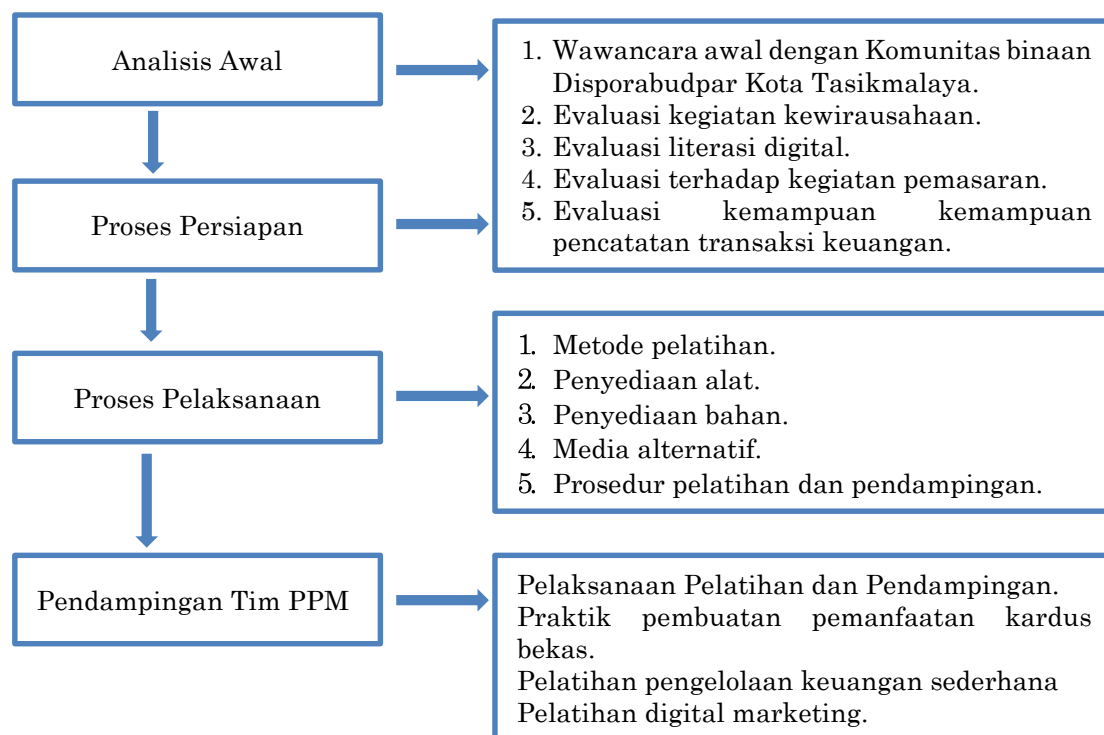 Analisis Awal
1. Wawancara awal dengan Komunitas binaan
Disporabudpar Kota Tasikmalaya.
2. Evaluasi kegiatan kewirausahaan.
3. Evaluasi literasi digital.
4. Evaluasi terhadap kegiatan pemasaran.
5. Evaluasi kemampuan kemampuan
pencatatan transaksi keuangan.
Proses Persiapan
Proses Pelaksanaan
1. Metode pelatihan.
2. Penyediaan alat.
3. Penyediaan bahan.
4. Media alternatif.
5. Prosedur pelatihan dan pendampingan.
Pendampingan Tim PPM
Pelaksanaan Pelatihan dan Pendampingan.
Praktik pembuatan pemanfaatan kardus
bekas.
Pelatihan pengelolaan keuangan sederhana
Pelatihan digital marketing.